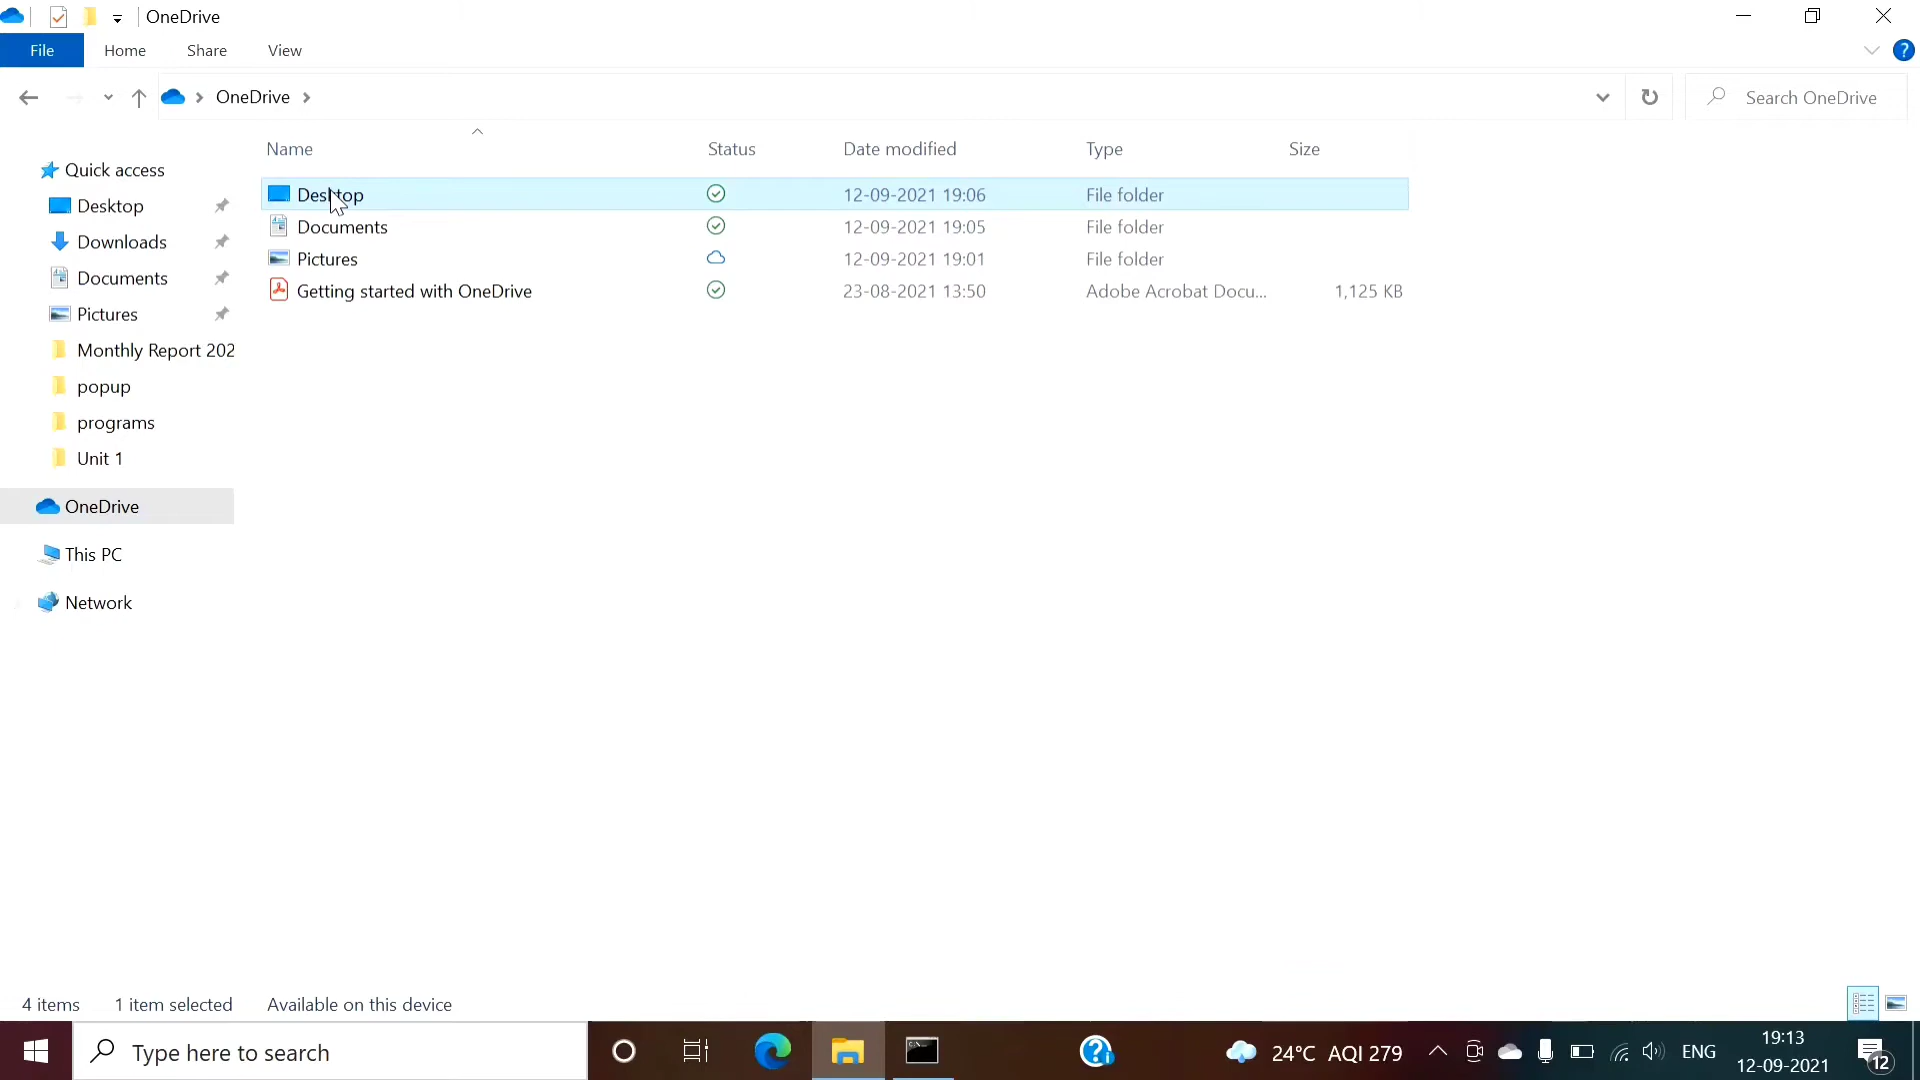 OneDrive
File Home Share View
OneDrive
Search OneDrive
Name Status Date modified Type Size
Quick access
Desktop
Downloads
Documents
Pictures
Monthly Report 202
popup
programs
Unit 1
OneDrive
This PC
Network
Desktop 12-09-2021 19:06 File folder
Documents 12-09-2021 19:05 File folder
Pictures 12-09-2021 19:01 File folder
Getting started with OneDrive 23-08-2021 13:50 Adobe Acrobat Docu... 1,125 KB
4 items 1 item selected Available on this device
Type here to search
24°C AQI 279
ENG
19:13
12-09-2021
12